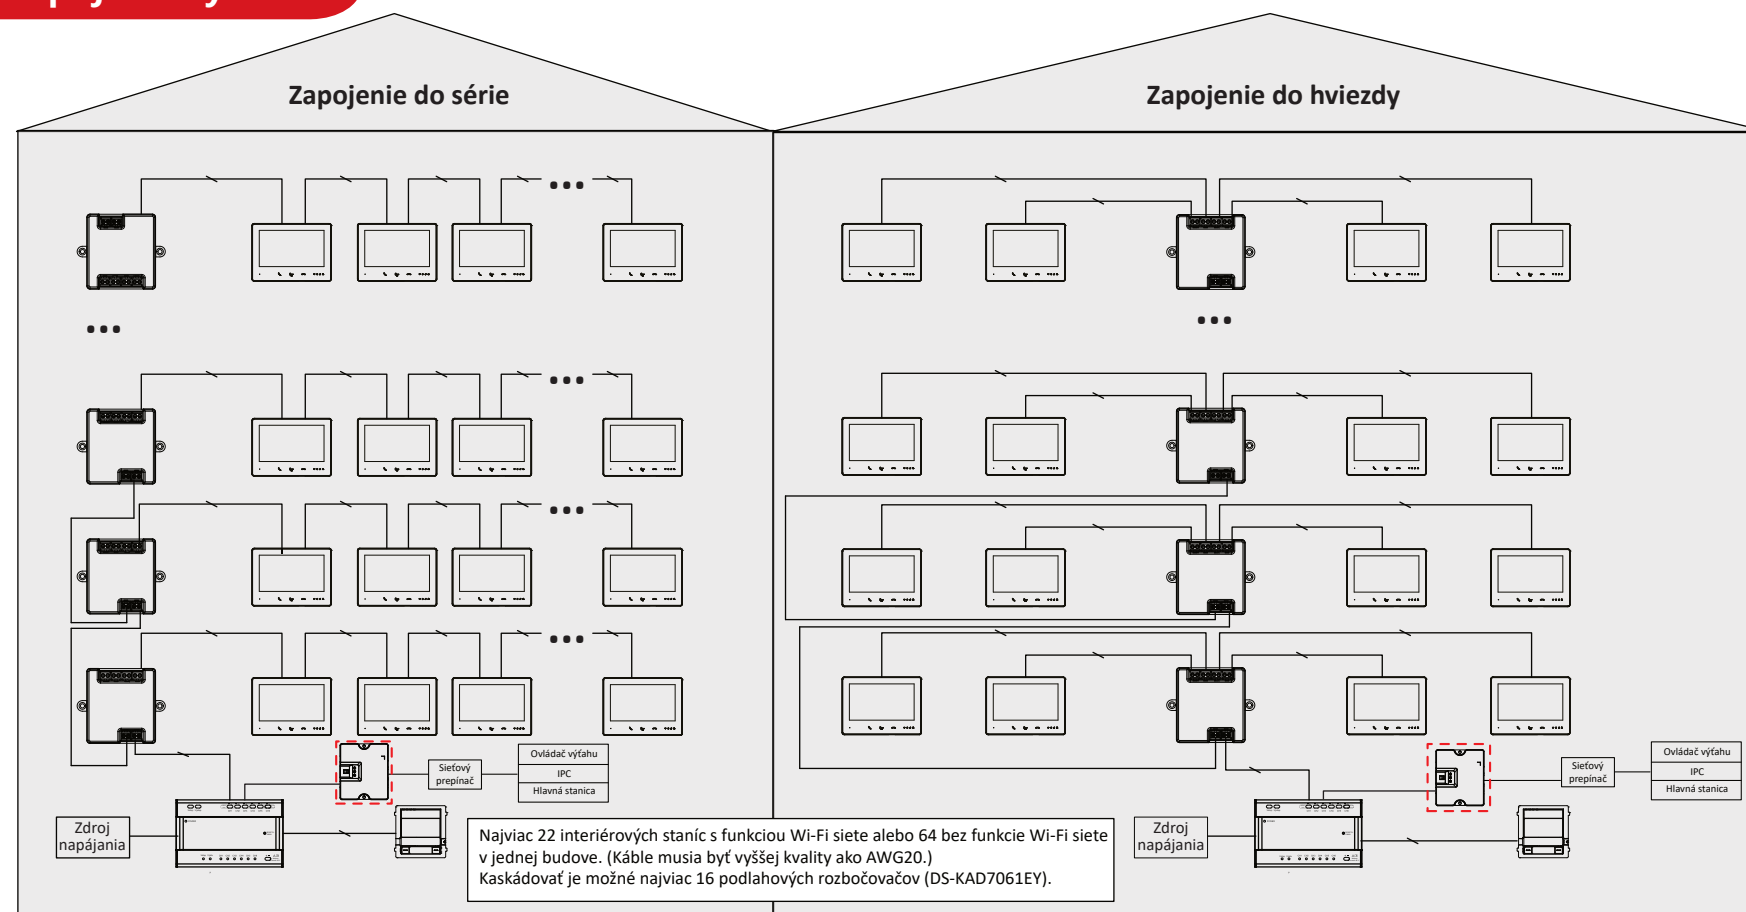 Zapojenie do série
Zapojenie do hviezdy
Ovládač výťahu
IPC
Hlavná stanica
Sieťový
prepínač
Zdroj
napájania
Najviac 22 interiérových staníc s funkciou Wi-Fi siete alebo 64 bez funkcie Wi-Fi siete
v jednej budove. (Káble musia byť vyššej kvality ako AWG20.)
Kaskádovať je možné najviac 16 podlahových rozbočovačov (DS-KAD7061EY).
Ovládač výťahu
IPC
Hlavná stanica
Sieťový
prepínač
Zdroj
napájania